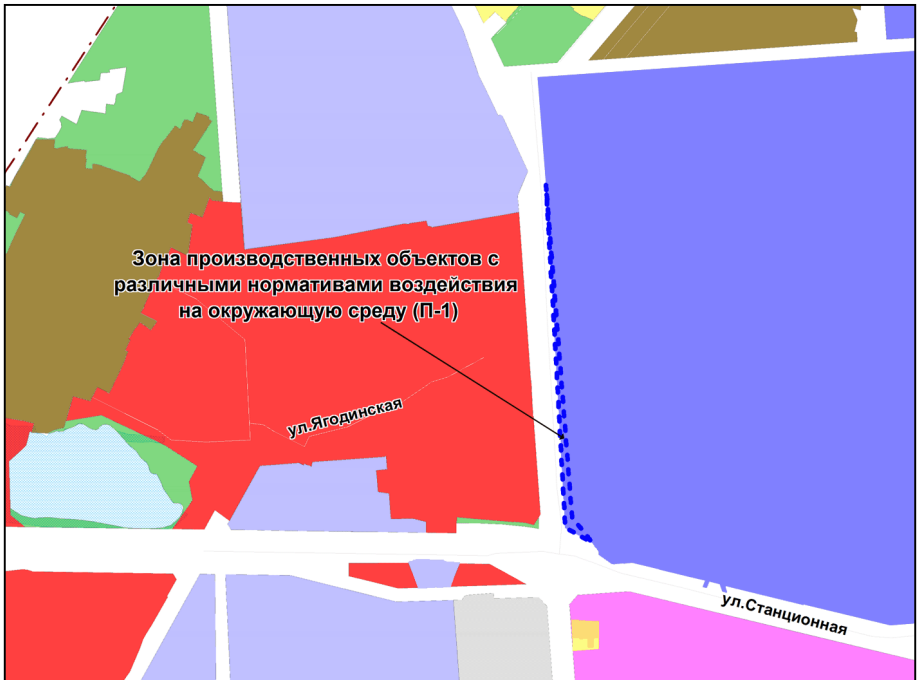 Зона производственных объектов с
различными нормативами воздействия
на окружающую среду (П-1)
ул.Ягодинская
ул.Станционная